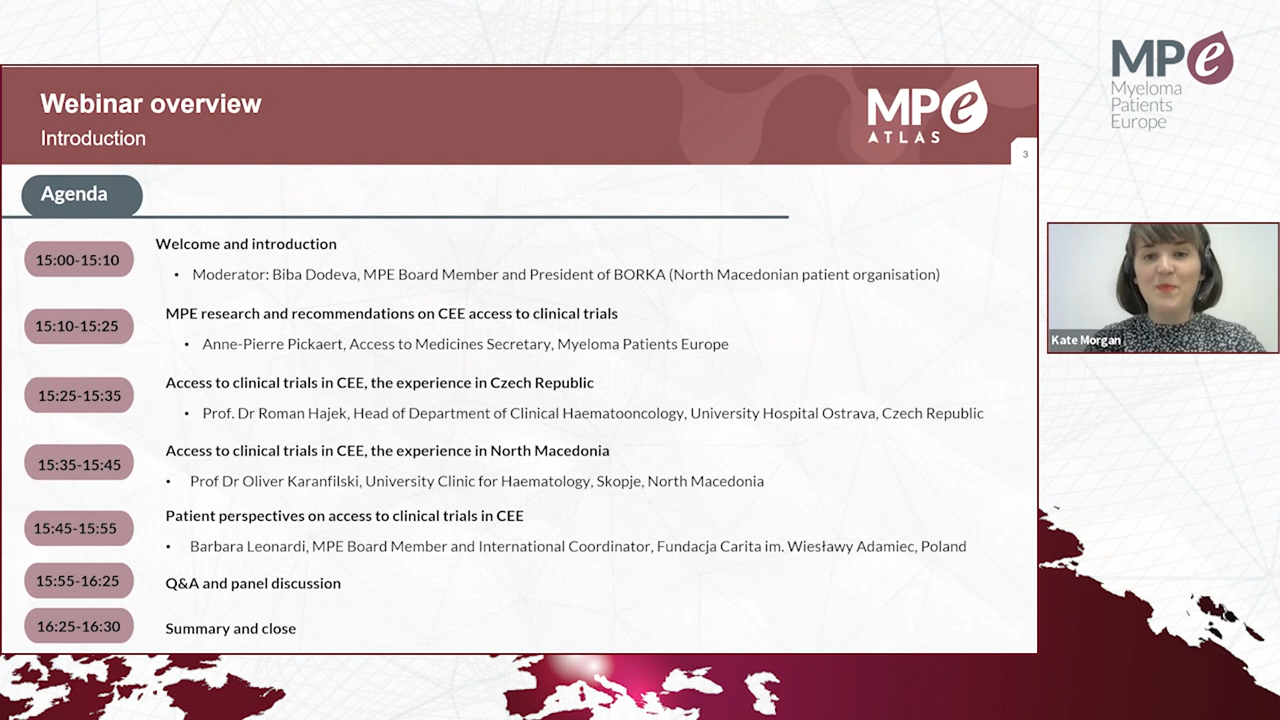 Webinar overview
Introduction
MPe
ATLAS
3
MPe
Myeloma
Patients
Europe
Agenda
15:00-15:10
Welcome and introduction
• Moderator: Biba Dodeva, MPE Board Member and President of BORKA (North Macedonian patient organisation)
15:10-15:25
MPE research and recommendations on CEE access to clinical trials
• Anne-Pierre Pickaert, Access to Medicines Secretary, Myeloma Patients Europe
15:25-15:35
Access to clinical trials in CEE, the experience in Czech Republic
• Prof. Dr Roman Hajek, Head of Department of Clinical Haematooncology, University Hospital Ostrava, Czech Republic
15:35-15:45
Access to clinical trials in CEE, the experience in North Macedonia
• Prof Dr Oliver Karanfilski, University Clinic for Haematology, Skopje, North Macedonia
15:45-15:55
Patient perspectives on access to clinical trials in CEE
• Barbara Leonardi, MPE Board Member and International Coordinator, Fundacja Carita im. Wiesławy Adamiec, Poland
15:55-16:25
Q&A and panel discussion
16:25-16:30
Summary and close
Kate Morgan